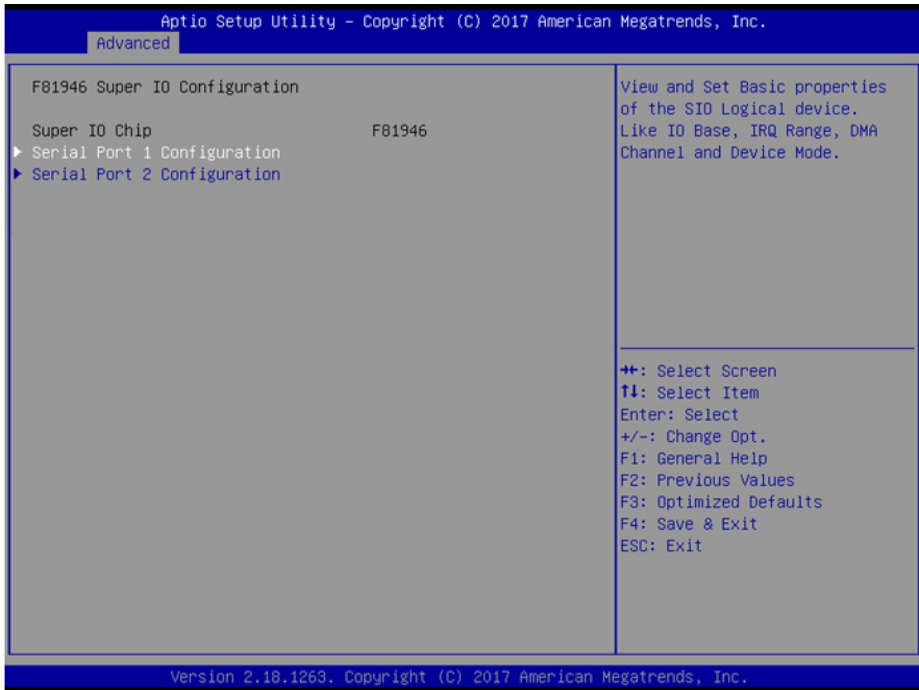 Aptio Setup Utility – Copyright (C) 2017 American Megatrends, Inc.
Advanced
F81946 Super IO Configuration
Super IO Chip F81946
▶ Serial Port 1 Configuration
▶ Serial Port 2 Configuration
View and Set Basic properties
of the SIO Logical device.
Like IO Base, IRQ Range, DMA
Channel and Device Mode.
→←: Select Screen
↑↓: Select Item
Enter: Select
+/-: Change Opt.
F1: General Help
F2: Previous Values
F3: Optimized Defaults
F4: Save & Exit
ESC: Exit
Version 2.18.1263. Copyright (C) 2017 American Megatrends, Inc.